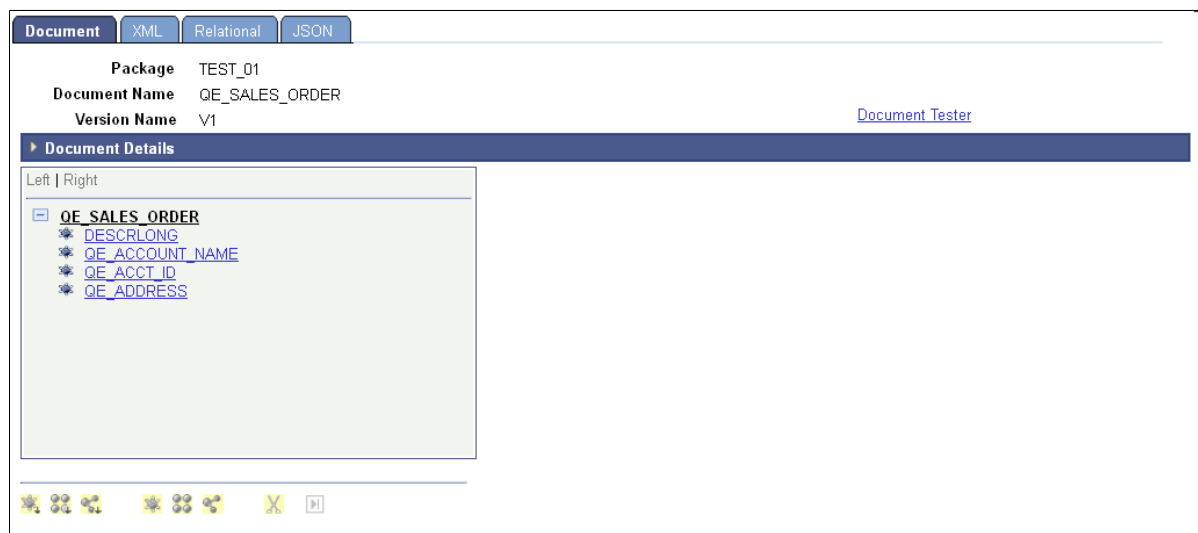 Document XML Relational JSON
Package TEST_01
Document Name QE_SALES_ORDER
Version Name V1
Document Tester
Document Details
Left | Right
QE_SALES_ORDER
DESCRLONG
QE_ACCOUNT_NAME
QE_ACCT_ID
QE_ADDRESS